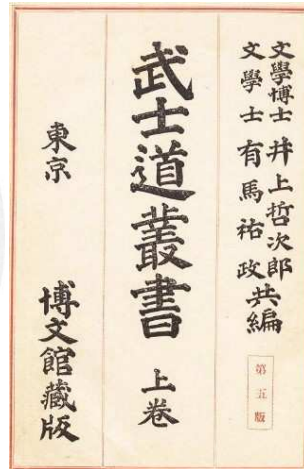 文學博士 井上哲次郎
文學士 有馬祐政 共編
第五版
武士道叢書 上卷
東京 博文館藏版